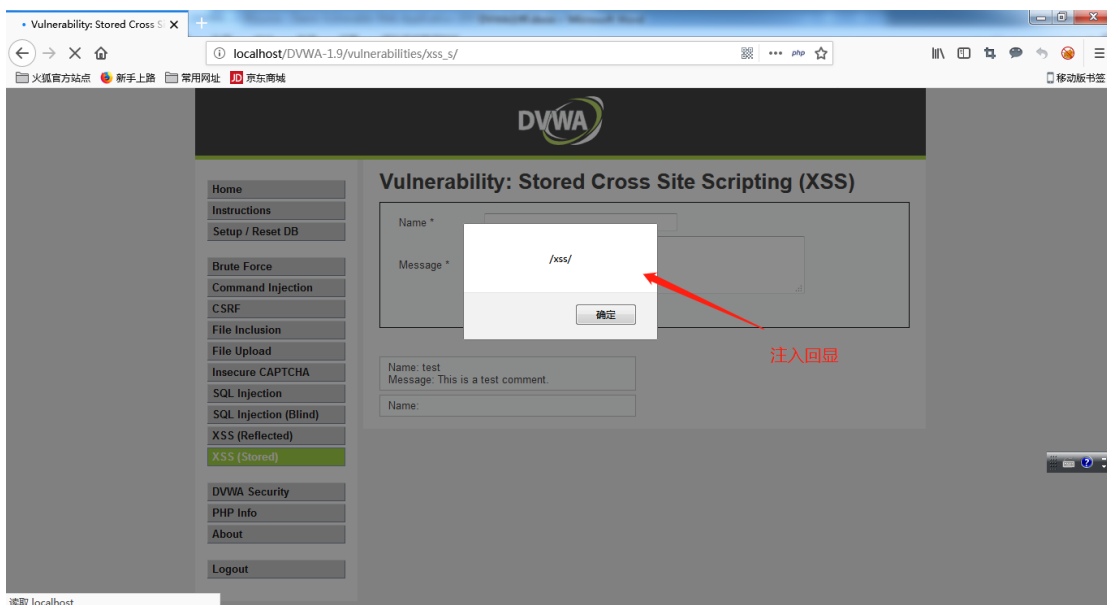 Vulnerability: Stored Cross S
localhost/DVWA-1.9/vulnerabilities/xss_s/
php
火狐官方站点 新手上路 常用网址 JD 京东商城 移动版书签
DVWA
Home
Instructions
Setup / Reset DB
Brute Force
Command Injection
CSRF
File Inclusion
File Upload
Insecure CAPTCHA
SQL Injection
SQL Injection (Blind)
XSS (Reflected)
XSS (Stored)
DVWA Security
PHP Info
About
Logout
Vulnerability: Stored Cross Site Scripting (XSS)
Name *
Message *
/xss/
确定
注入回显
Name: test
Message: This is a test comment.
Name:
读取 localhost